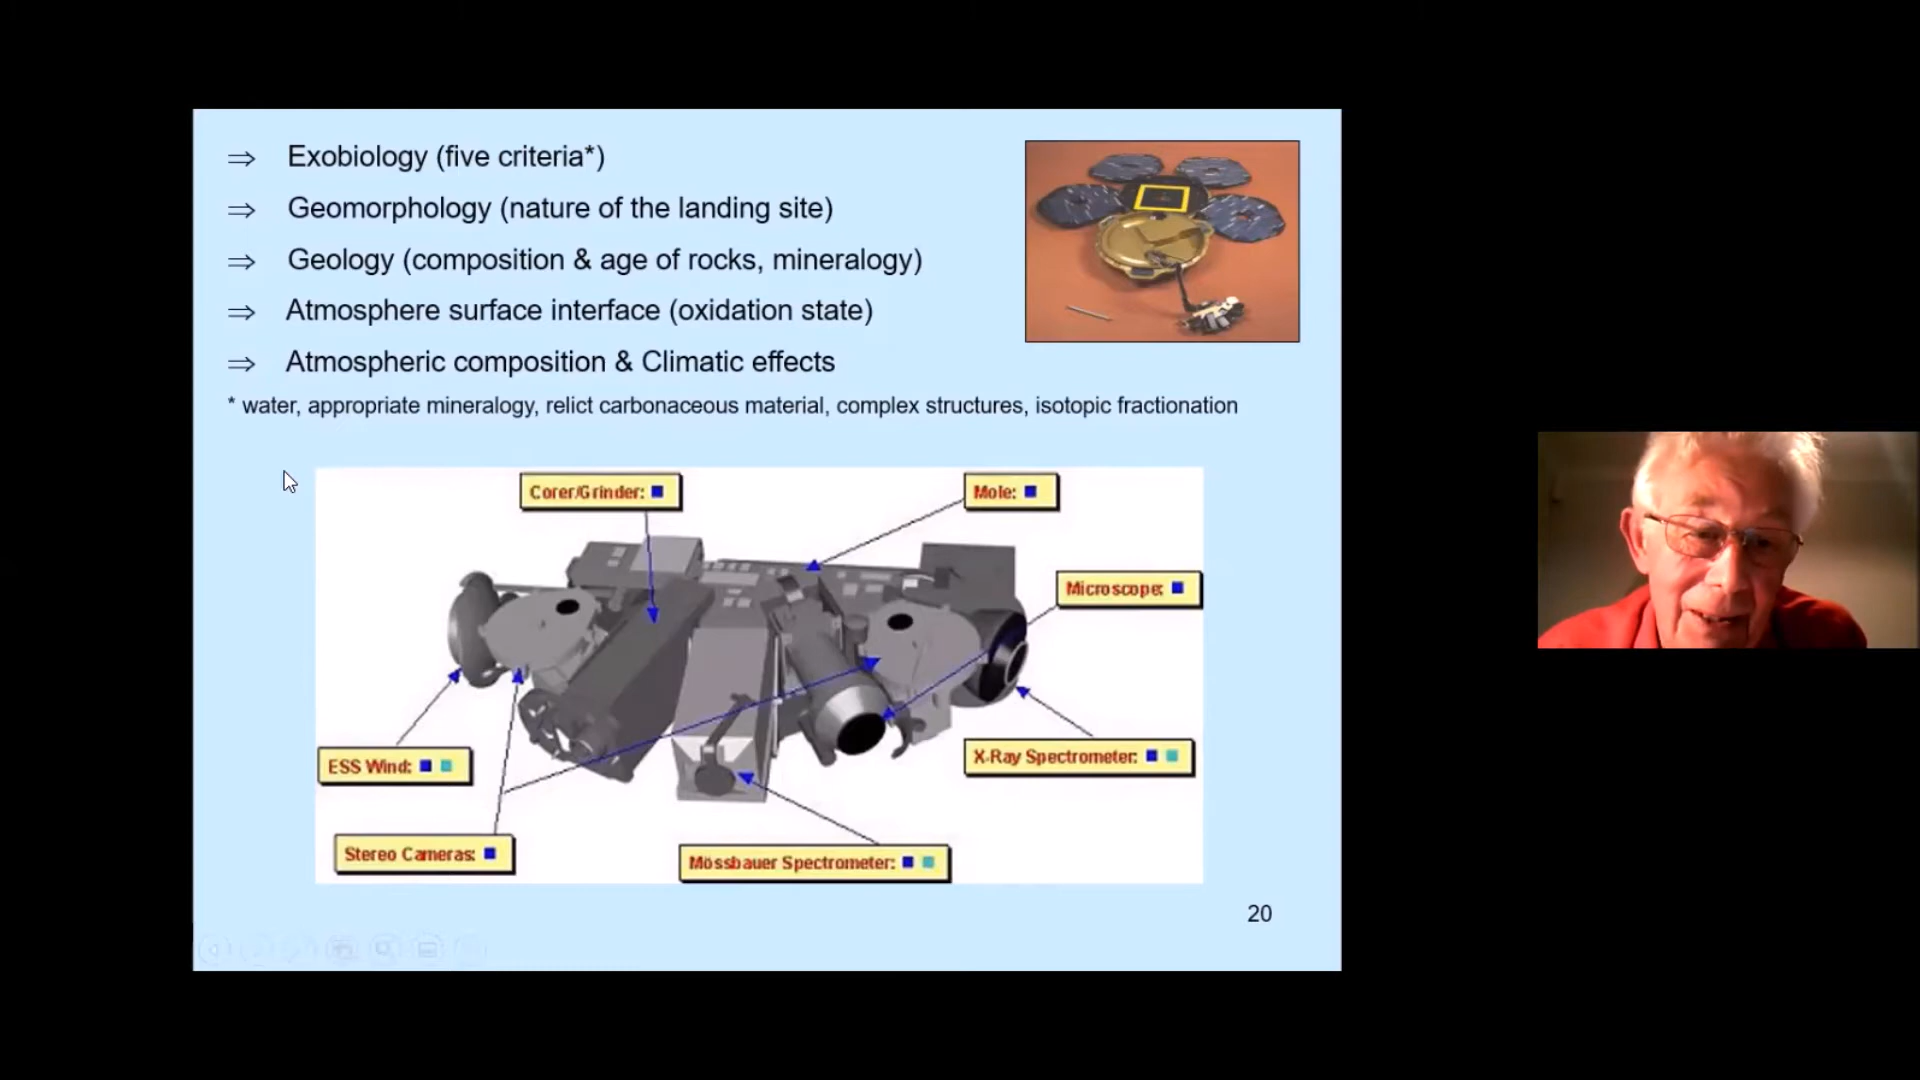 ⇒ Exobiology (five criteria*)
⇒ Geomorphology (nature of the landing site)
⇒ Geology (composition & age of rocks, mineralogy)
⇒ Atmosphere surface interface (oxidation state)
⇒ Atmospheric composition & Climatic effects
* water, appropriate mineralogy, relict carbonaceous material, complex structures, isotopic fractionation
Corer/Grinder:
Mole:
Microscope:
ESS Wind:
X-Ray Spectrometer:
Stereo Cameras:
Mössbauer Spectrometer:
20